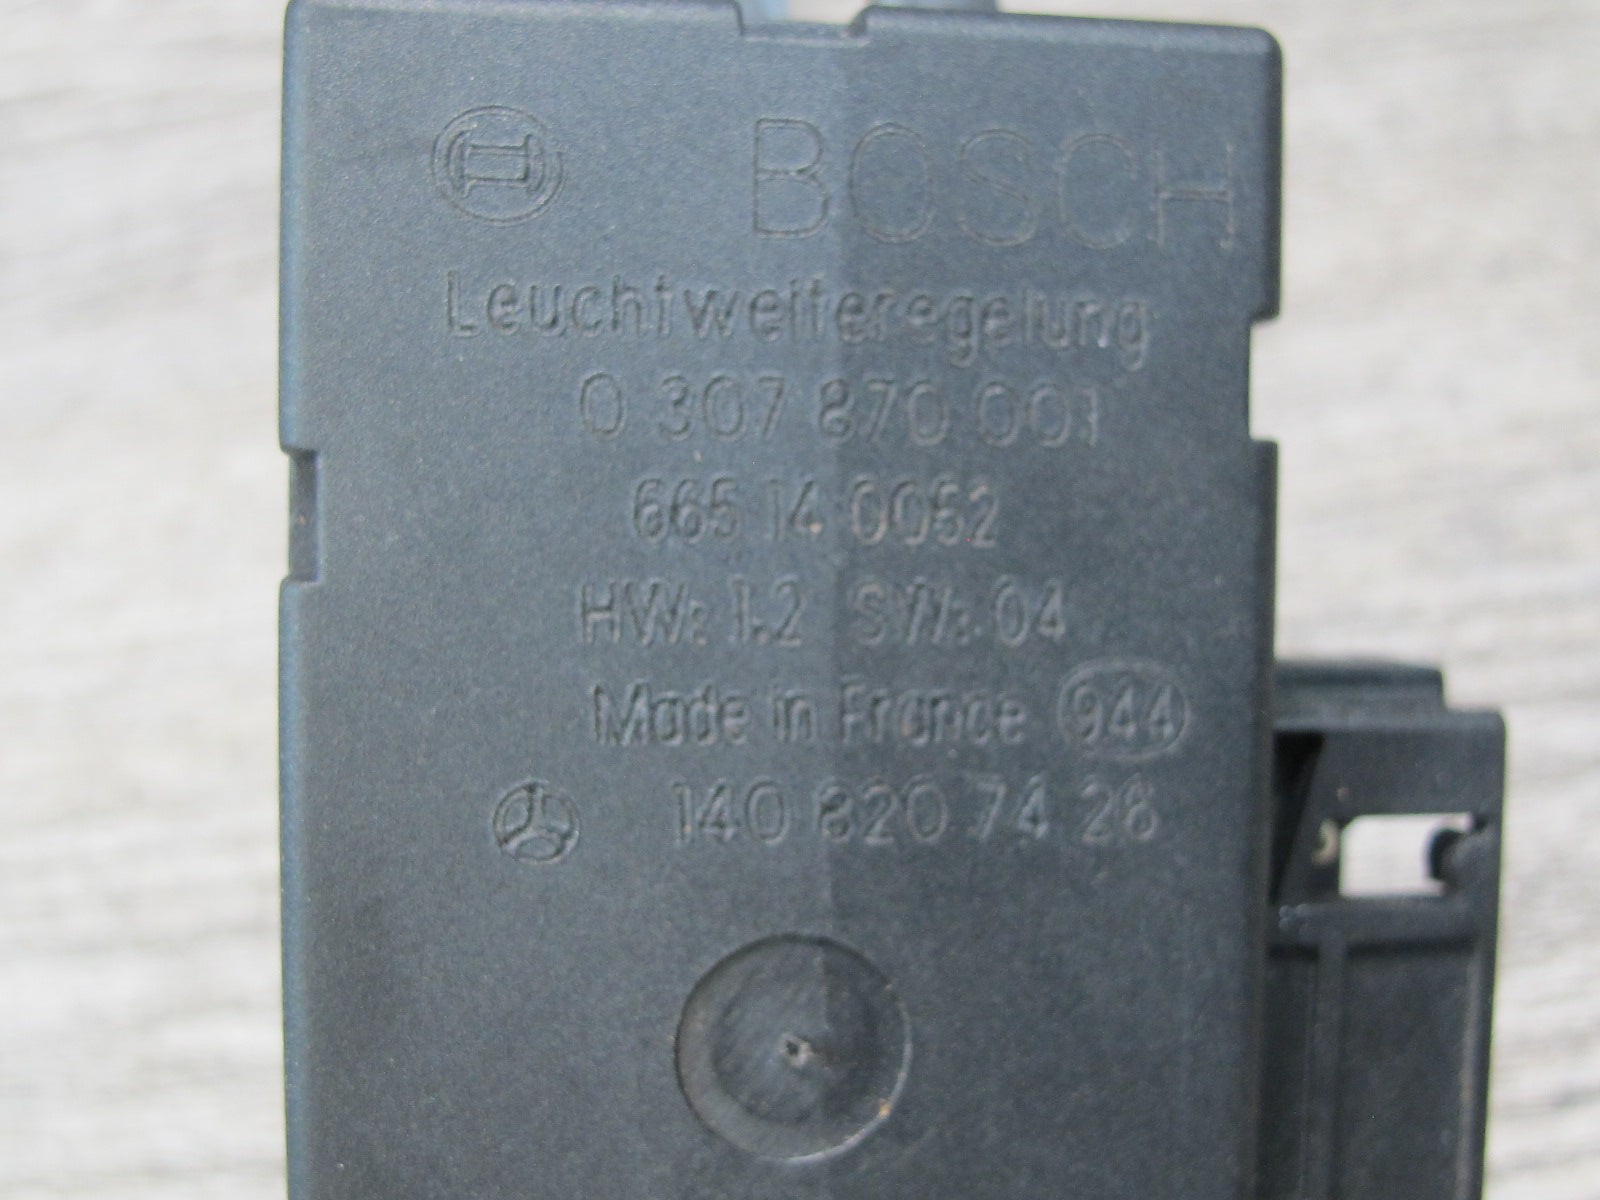 BOSCH
Leuchtweiteregelung
0 307 870 001
665 14 0052
HW: 1.2 SW: 04
Made in France 944
140 820 74 28